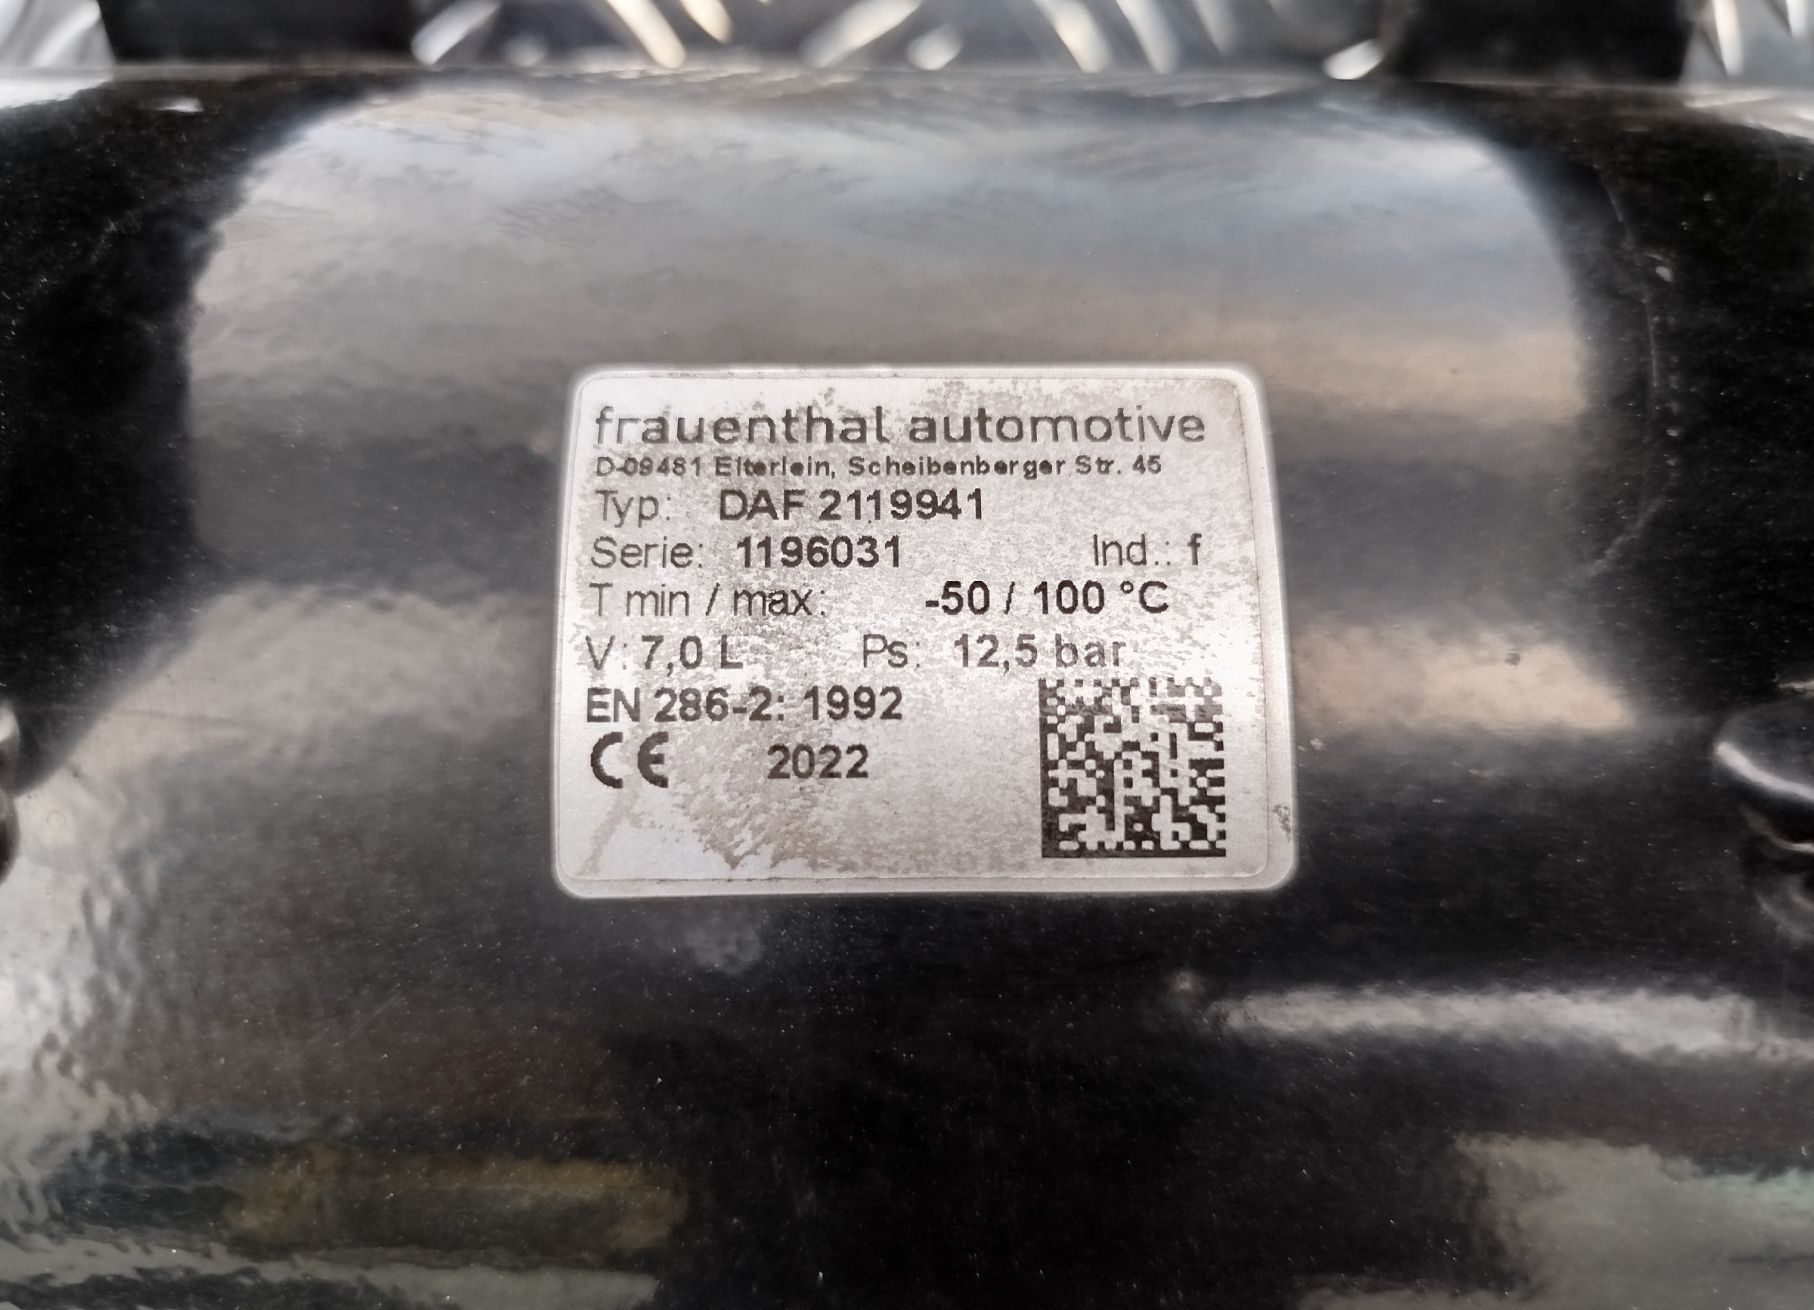 frauenthal automotive
D-09481 Elterlein, Scheibenberger Str. 45
Typ: DAF 2119941
Serie: 1196031 Ind.: f
T min / max: -50 / 100 °C
V: 7,0 L Ps: 12,5 bar
EN 286-2: 1992
CE 2022